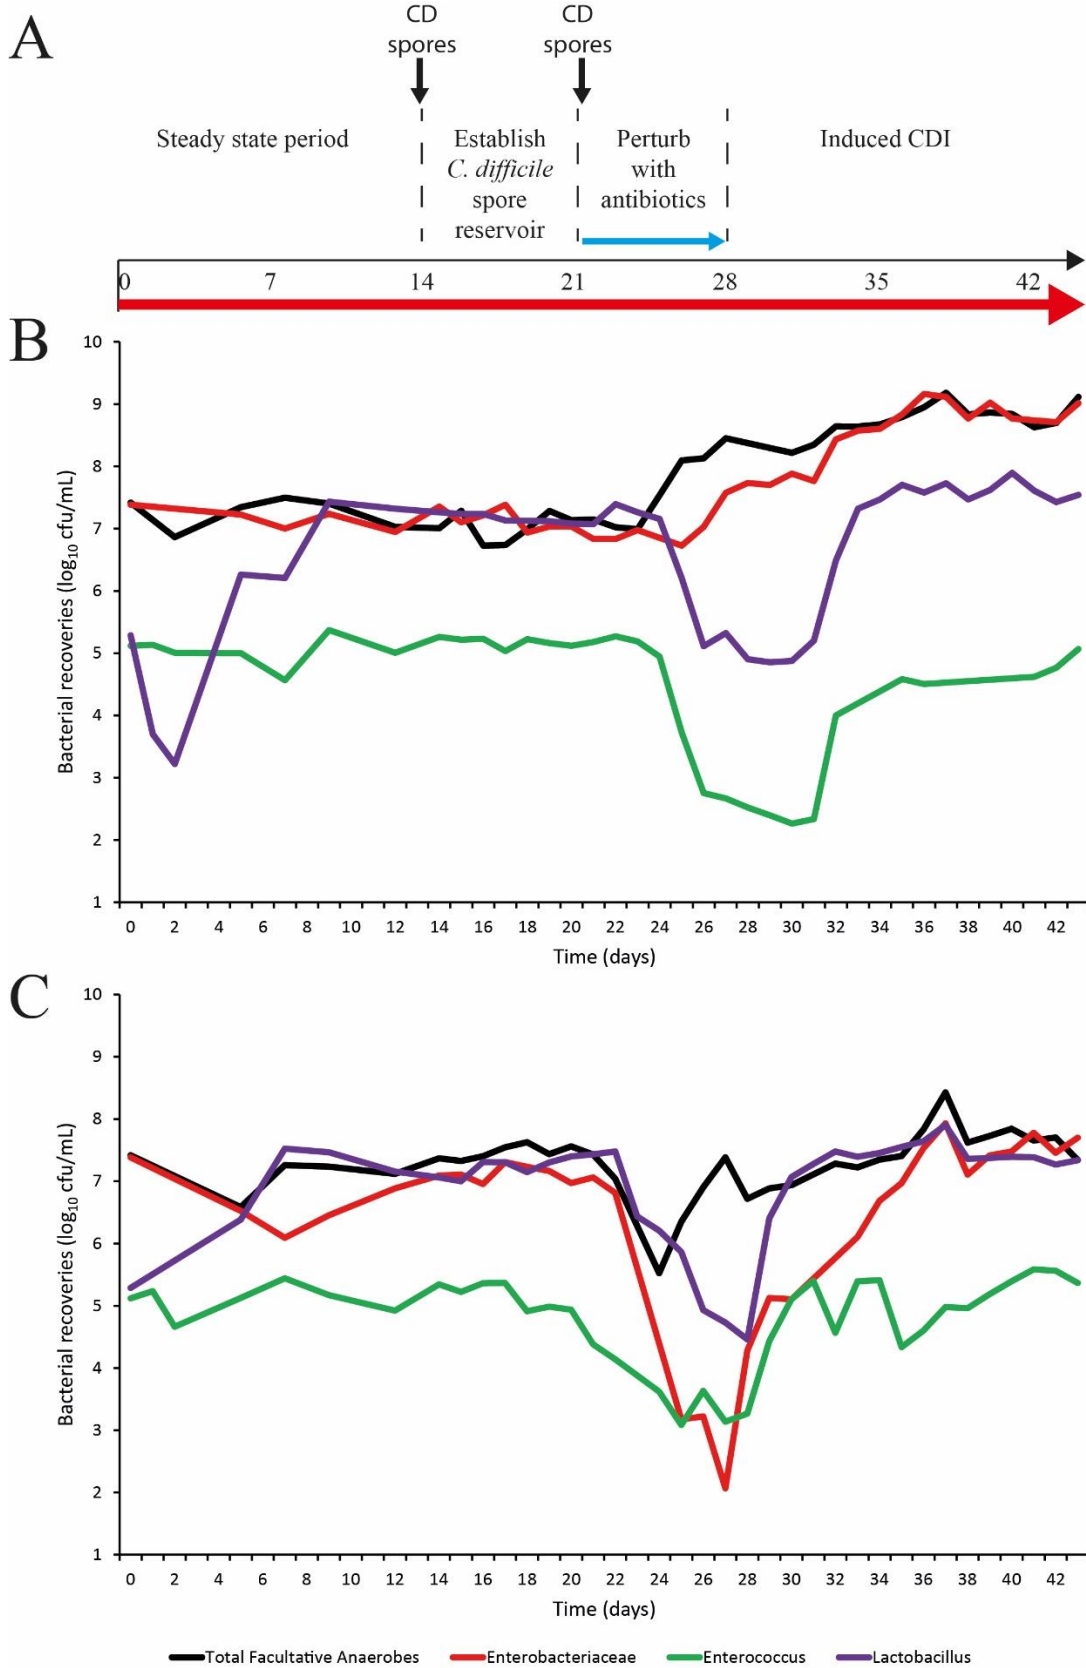 A
CD
spores
CD
spores
Steady state period
Establish
C. difficile
spore
reservoir
Perturb
with
antibiotics
Induced CDI
0 7 14 21 28 35 42
B
10
9
8
7
6
5
4
3
2
1
Bacterial recoveries (log₁₀ cfu/mL)
0 2 4 6 8 10 12 14 16 18 20 22 24 26 28 30 32 34 36 38 40 42
Time (days)
C
10
9
8
7
6
5
4
3
2
1
Bacterial recoveries (log₁₀ cfu/mL)
0 2 4 6 8 10 12 14 16 18 20 22 24 26 28 30 32 34 36 38 40 42
Time (days)
Total Facultative Anaerobes Enterobacteriaceae Enterococcus Lactobacillus